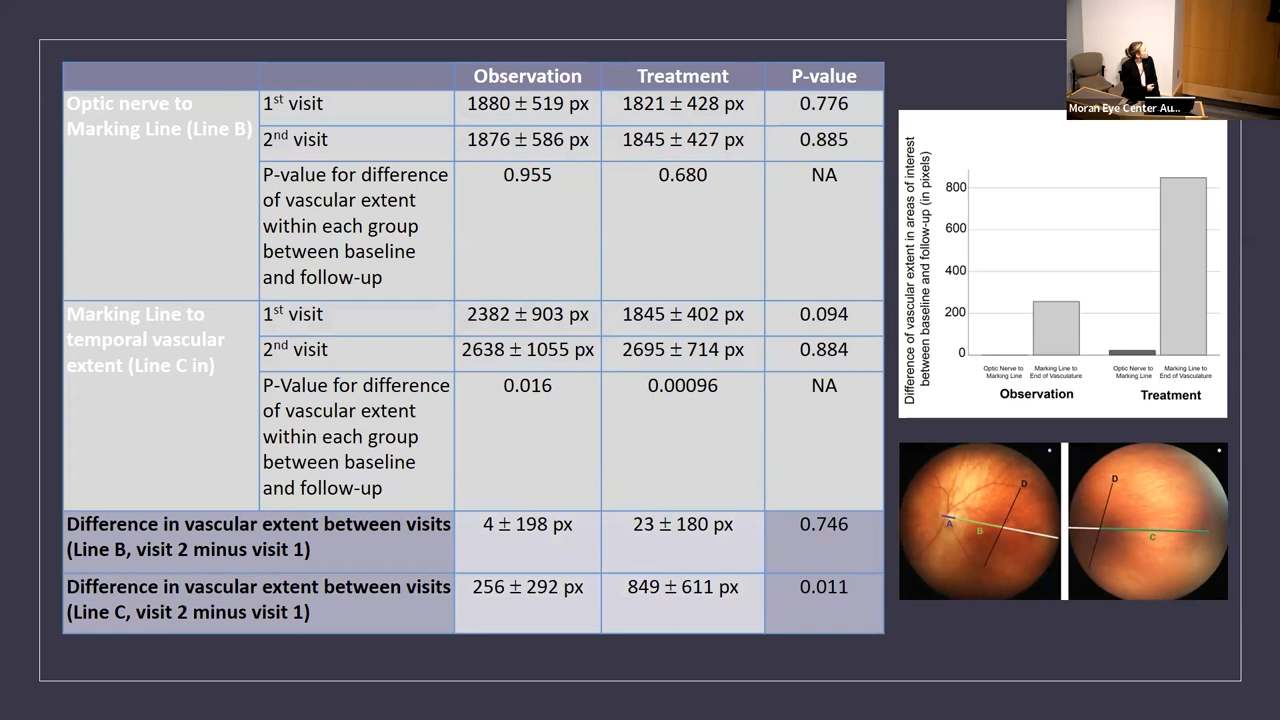 Moran Eye Center Au...
Observation Treatment P-value
Optic nerve to
Marking Line (Line B)
1st visit 1880 ± 519 px 1821 ± 428 px 0.776
2nd visit 1876 ± 586 px 1845 ± 427 px 0.885
P-value for difference
of vascular extent
within each group
between baseline
and follow-up
0.955 0.680 NA
Marking Line to
temporal vascular
extent (Line C in)
1st visit 2382 ± 903 px 1845 ± 402 px 0.094
2nd visit 2638 ± 1055 px 2695 ± 714 px 0.884
P-Value for difference
of vascular extent
within each group
between baseline
and follow-up
0.016 0.00096 NA
Difference in vascular extent between visits
(Line B, visit 2 minus visit 1)
4 ± 198 px 23 ± 180 px 0.746
Difference in vascular extent between visits
(Line C, visit 2 minus visit 1)
256 ± 292 px 849 ± 611 px 0.011
Difference of vascular extent in areas of interest
between baseline and follow-up (in pixels)
800
600
400
200
0
Optic Nerve to
Marking Line
Marking Line to
End of Vasculature
Optic Nerve to
Marking Line
Marking Line to
End of Vasculature
Observation Treatment
A
B
D
D
C